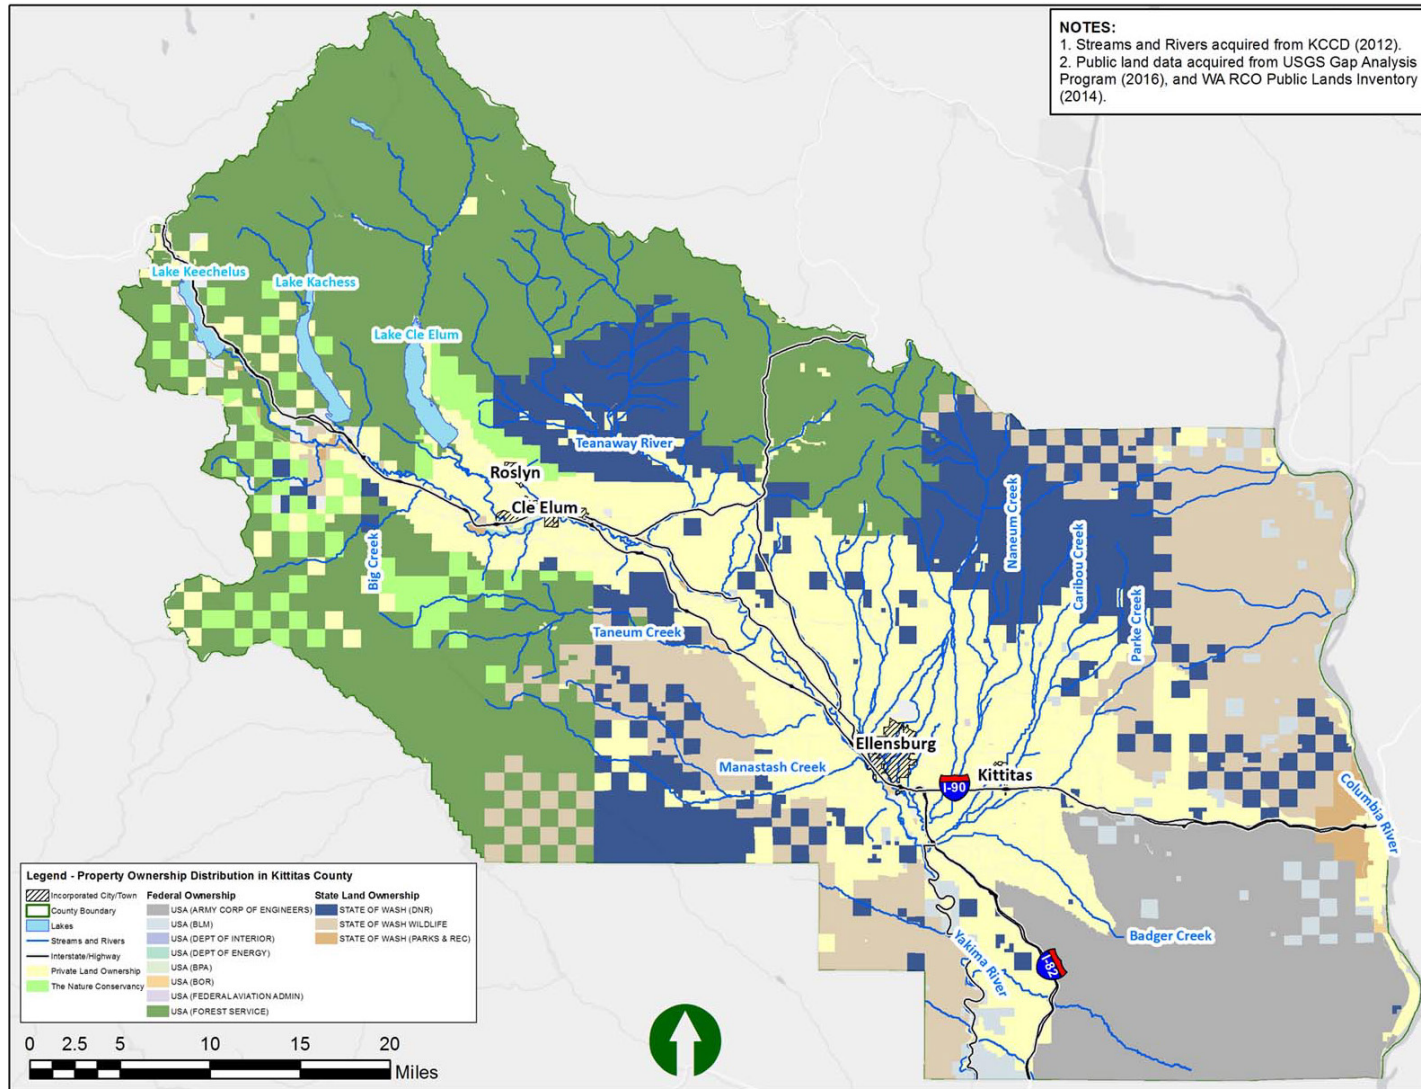 NOTES:
1. Streams and Rivers acquired from KCCD (2012).
2. Public land data acquired from USGS Gap Analysis
Program (2016), and WA RCO Public Lands Inventory
(2014).
Lake Keechelus
Lake Kachess
Lake Cle Elum
Teanaway River
Roslyn
Cle Elum
Big Creek
Naneum Creek
Caribou Creek
Parke Creek
Taneum Creek
Ellensburg
Manastash Creek
Kittitas
I-90
Columbia River
Badger Creek
Yakima River
I-82
Legend - Property Ownership Distribution in Kittitas County
Incorporated City/Town
County Boundary
Lakes
Streams and Rivers
Interstate/Highway
Private Land Ownership
The Nature Conservancy
Federal Ownership
USA (ARMY CORP OF ENGINEERS)
USA (BLM)
USA (DEPT OF INTERIOR)
USA (DEPT OF ENERGY)
USA (BPA)
USA (BOR)
USA (FEDERAL AVIATION ADMIN)
USA (FOREST SERVICE)
State Land Ownership
STATE OF WASH (DNR)
STATE OF WASH WILDLIFE
STATE OF WASH (PARKS & REC)
0 2.5 5 10 15 20
Miles